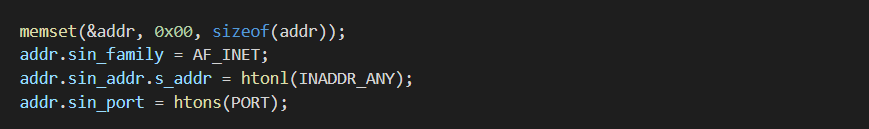 memset(&addr, 0x00, sizeof(addr));
addr.sin_family = AF_INET;
addr.sin_addr.s_addr = htonl(INADDR_ANY);
addr.sin_port = htons(PORT);